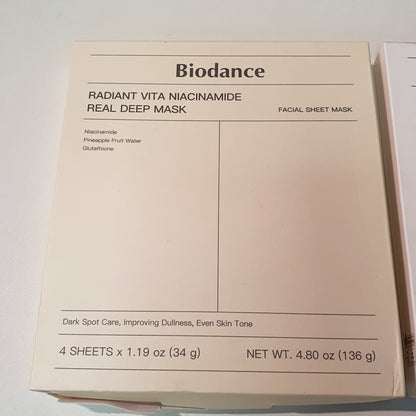 Biodance
RADIANT VITA NIACINAMIDE
REAL DEEP MASK
FACIAL SHEET MASK
Niacinamide
Pineapple Fruit Water
Glutathione
Dark Spot Care, Improving Dullness, Even Skin Tone
4 SHEETS x 1.19 oz (34 g)
NET WT. 4.80 oz (136 g)